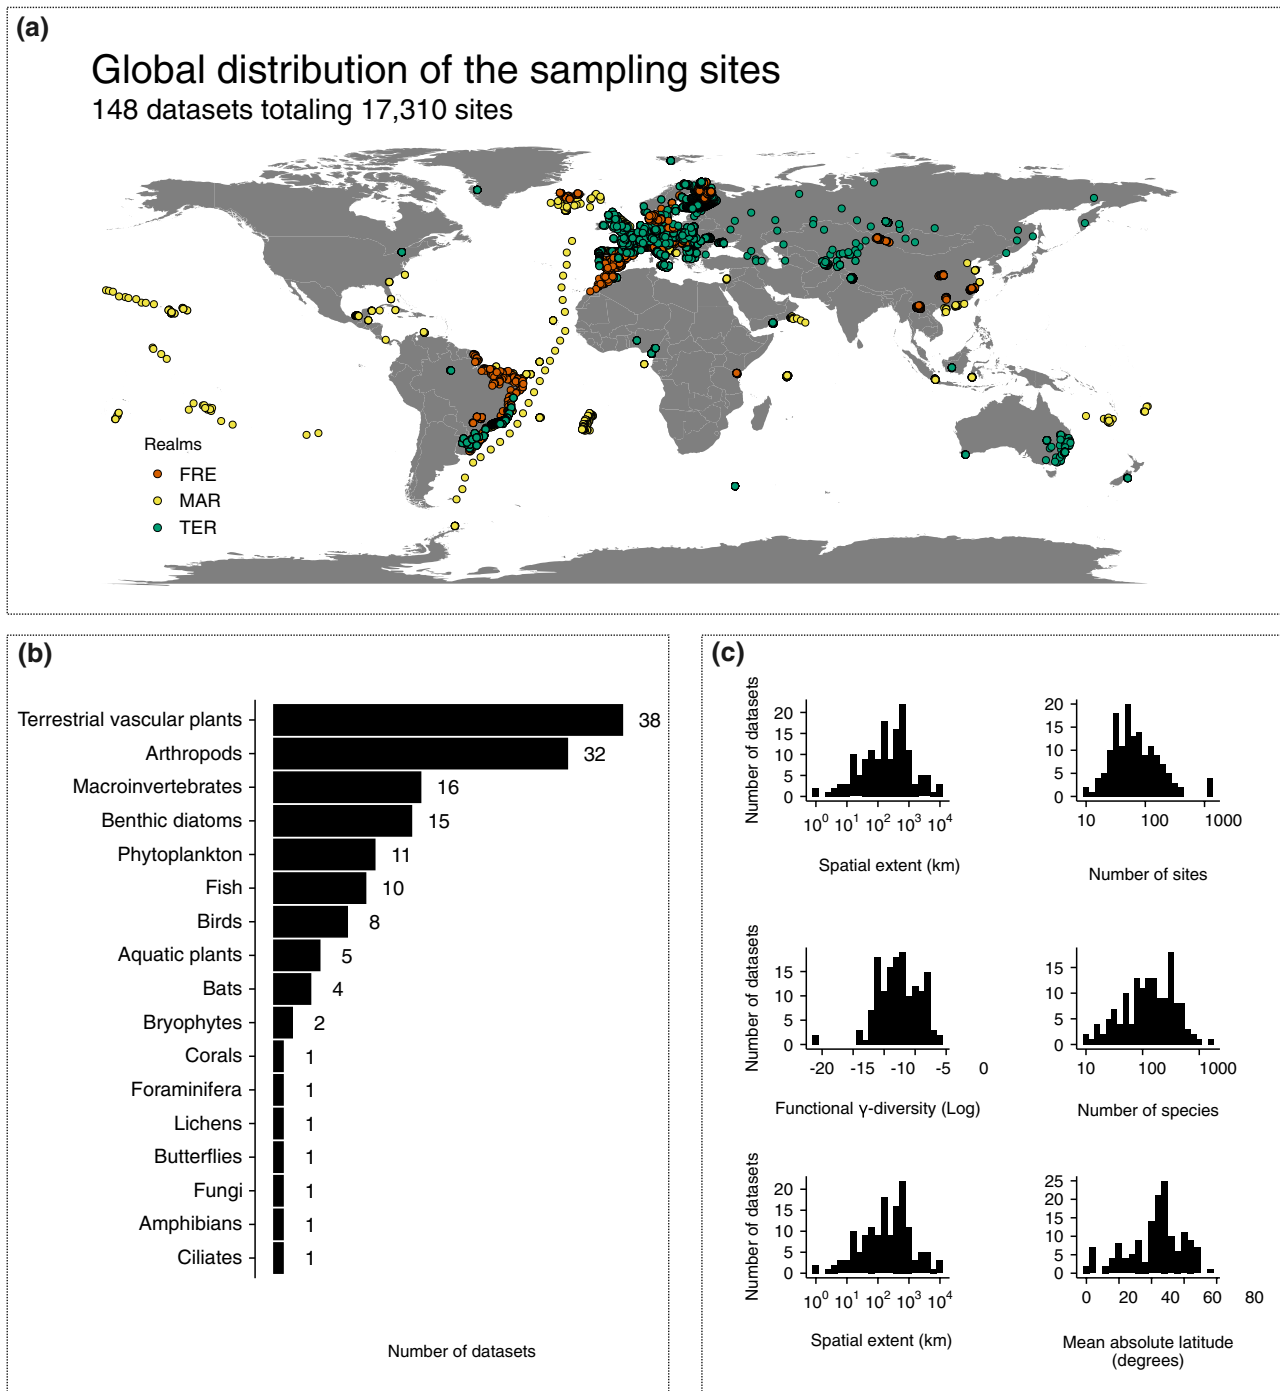 (a)
Global distribution of the sampling sites
148 datasets totaling 17,310 sites
Realms
FRE
MAR
TER
(b)
Terrestrial vascular plants 38
Arthropods 32
Macroinvertebrates 16
Benthic diatoms 15
Phytoplankton 11
Fish 10
Birds 8
Aquatic plants 5
Bats 4
Bryophytes 2
Corals 1
Foraminifera 1
Lichens 1
Butterflies 1
Fungi 1
Amphibians 1
Ciliates 1
Number of datasets
(c)
Number of datasets
20
15
10
5
0
10⁰ 10¹ 10² 10³ 10⁴
Spatial extent (km)
20
15
10
5
0
10 100 1000
Number of sites
Number of datasets
15
10
5
0
-20 -15 -10 -5 0
Functional γ-diversity (Log)
15
10
5
0
10 100 1000
Number of species
Number of datasets
20
15
10
5
0
10⁰ 10¹ 10² 10³ 10⁴
Spatial extent (km)
25
20
15
10
5
0
0 20 40 60 80
Mean absolute latitude
(degrees)